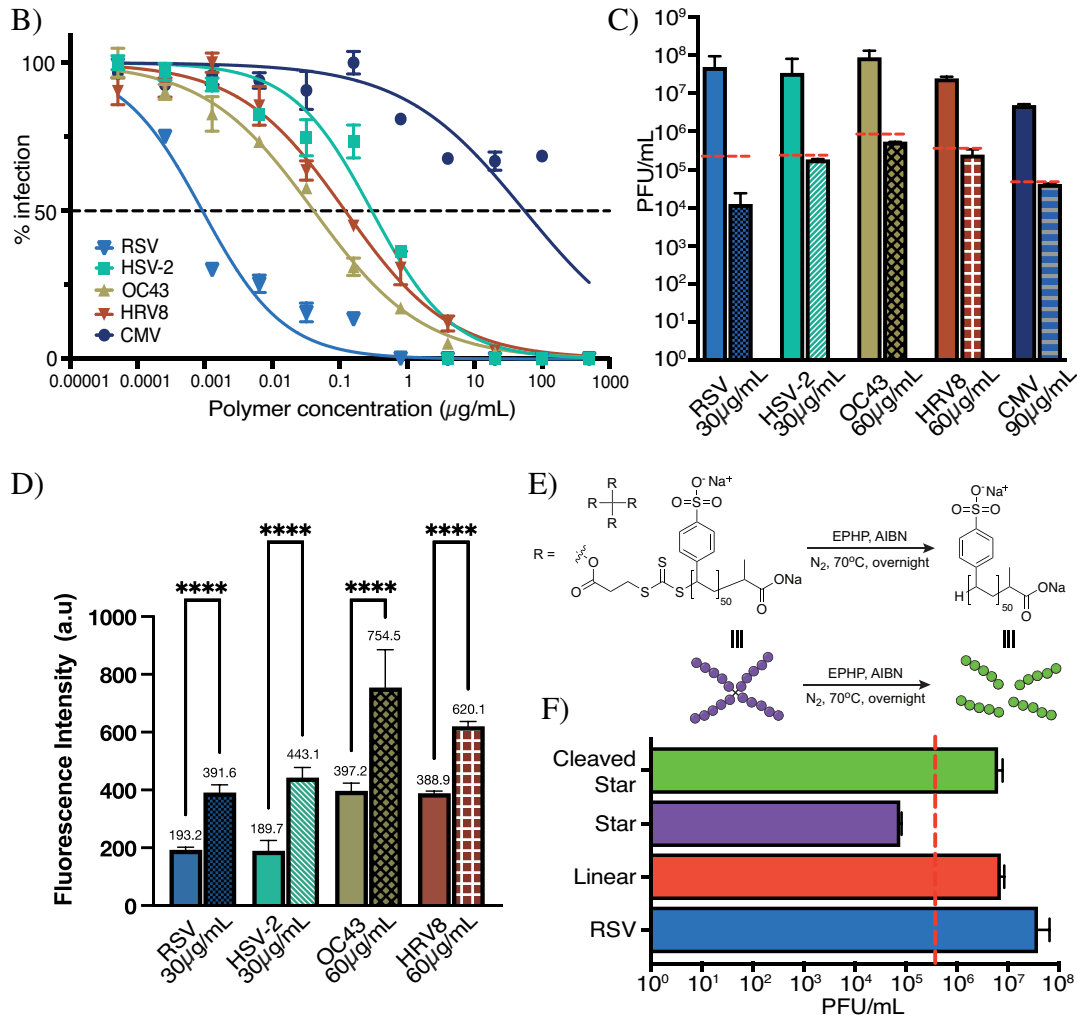 B)
% infection
100
50
0
RSV
HSV-2
OC43
HRV8
CMV
0.00001 0.0001 0.001 0.01 0.1 1 10 100 1000
Polymer concentration (µg/mL)
C)
PFU/mL
10⁹
10⁸
10⁷
10⁶
10⁵
10⁴
10³
10²
10¹
10⁰
RSV
30µg/mL
HSV-2
30µg/mL
OC43
60µg/mL
HRV8
60µg/mL
CMV
90µg/mL
D)
Fluorescence Intensity (a.u)
1000
800
600
400
200
0
**** **** **** ****
193.2 391.6 189.7 443.1 397.2 754.5 388.9 620.1
RSV
30µg/mL
HSV-2
30µg/mL
OC43
60µg/mL
HRV8
60µg/mL
E)
R
R R
R
R =
O⁻Na⁺
O=S=O
O
O
S
S
S
50
ONa
O
EPHP, AIBN
N₂, 70ºC, overnight
O⁻Na⁺
O=S=O
H
50
ONa
O
EPHP, AIBN
N₂, 70ºC, overnight
F)
Cleaved
Star
Star
Linear
RSV
10⁰ 10¹ 10² 10³ 10⁴ 10⁵ 10⁶ 10⁷ 10⁸
PFU/mL